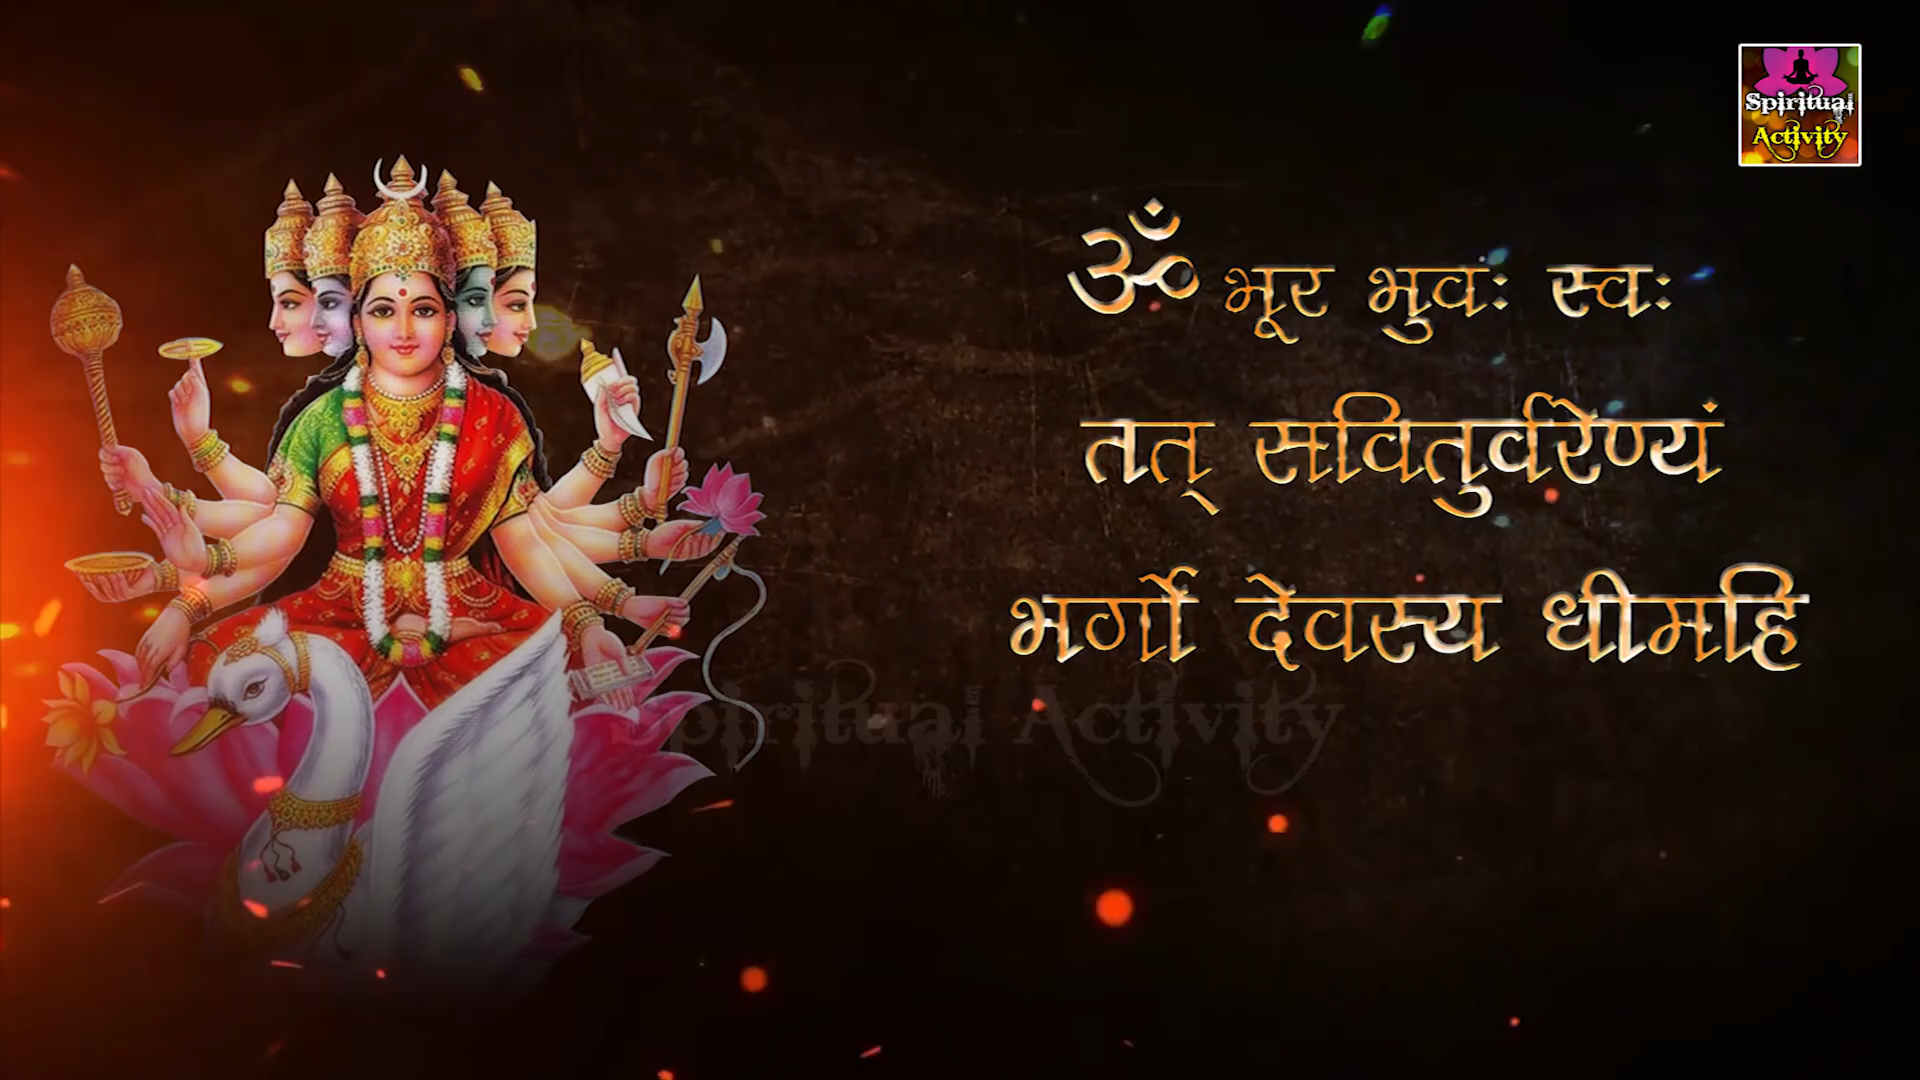 Spiritual
Activity
ॐ भूर भुवः स्वः
तत् सवितुर्वरेण्यं
भर्गो देवस्य धीमहि
Spiritual Activity